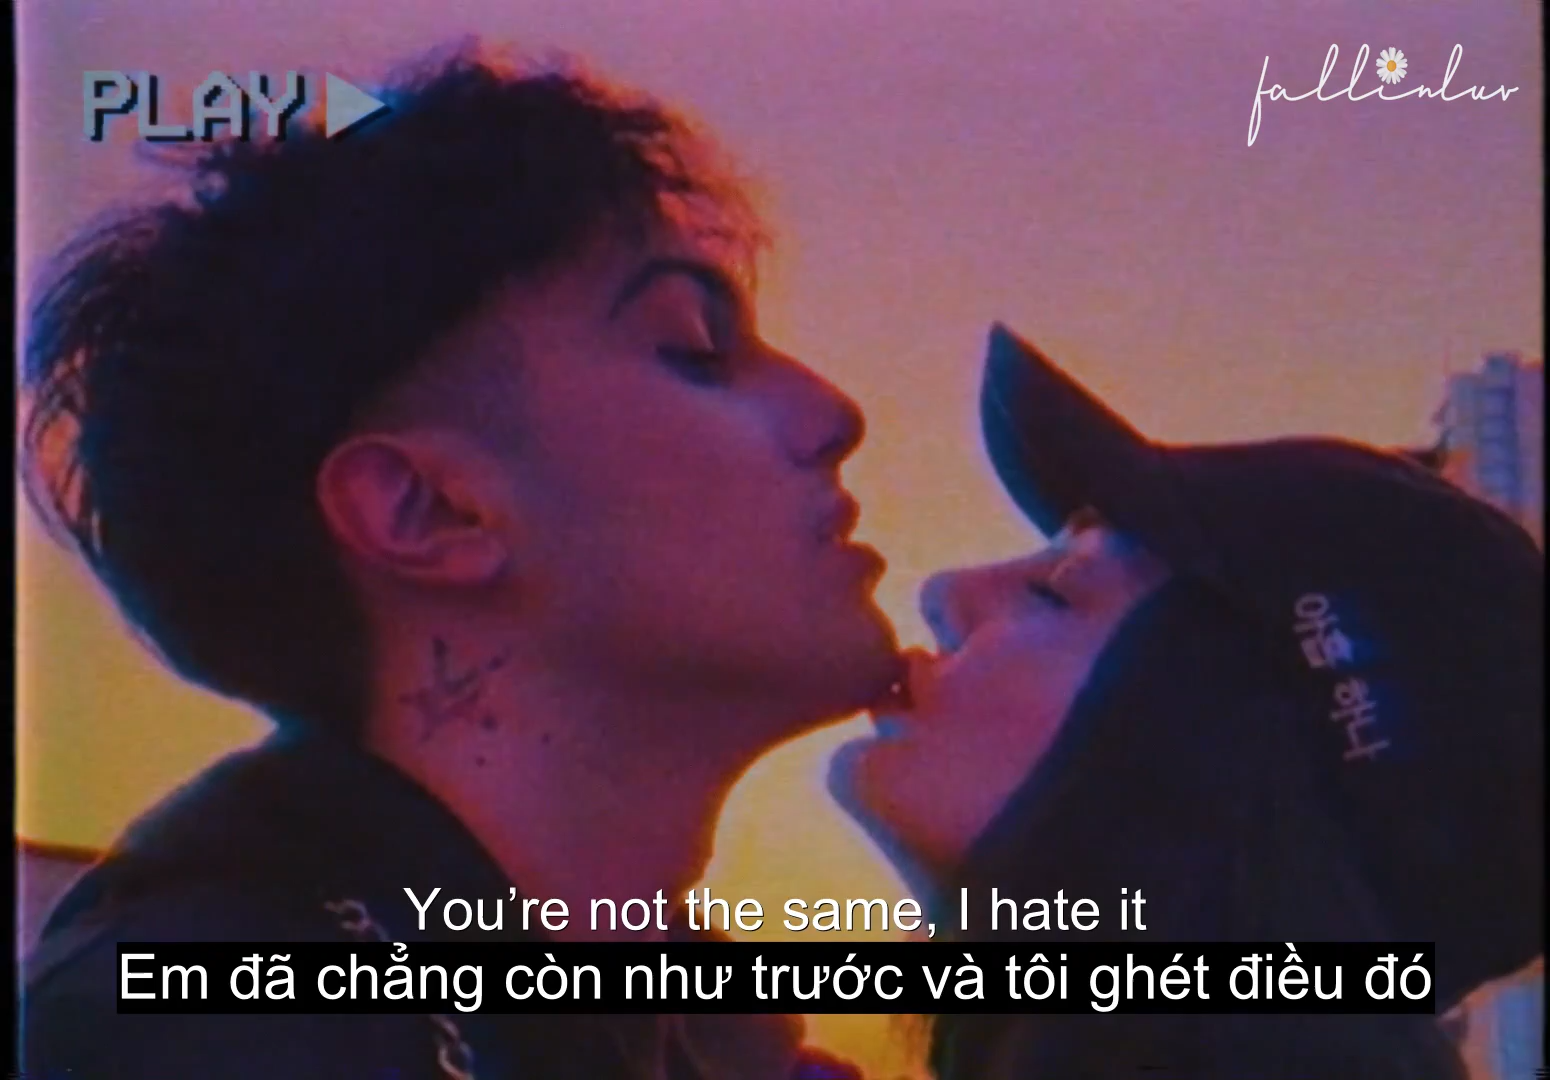 PLAY
fallinluv
You’re not the same, I hate it
Em đã chẳng còn như trước và tôi ghét điều đó